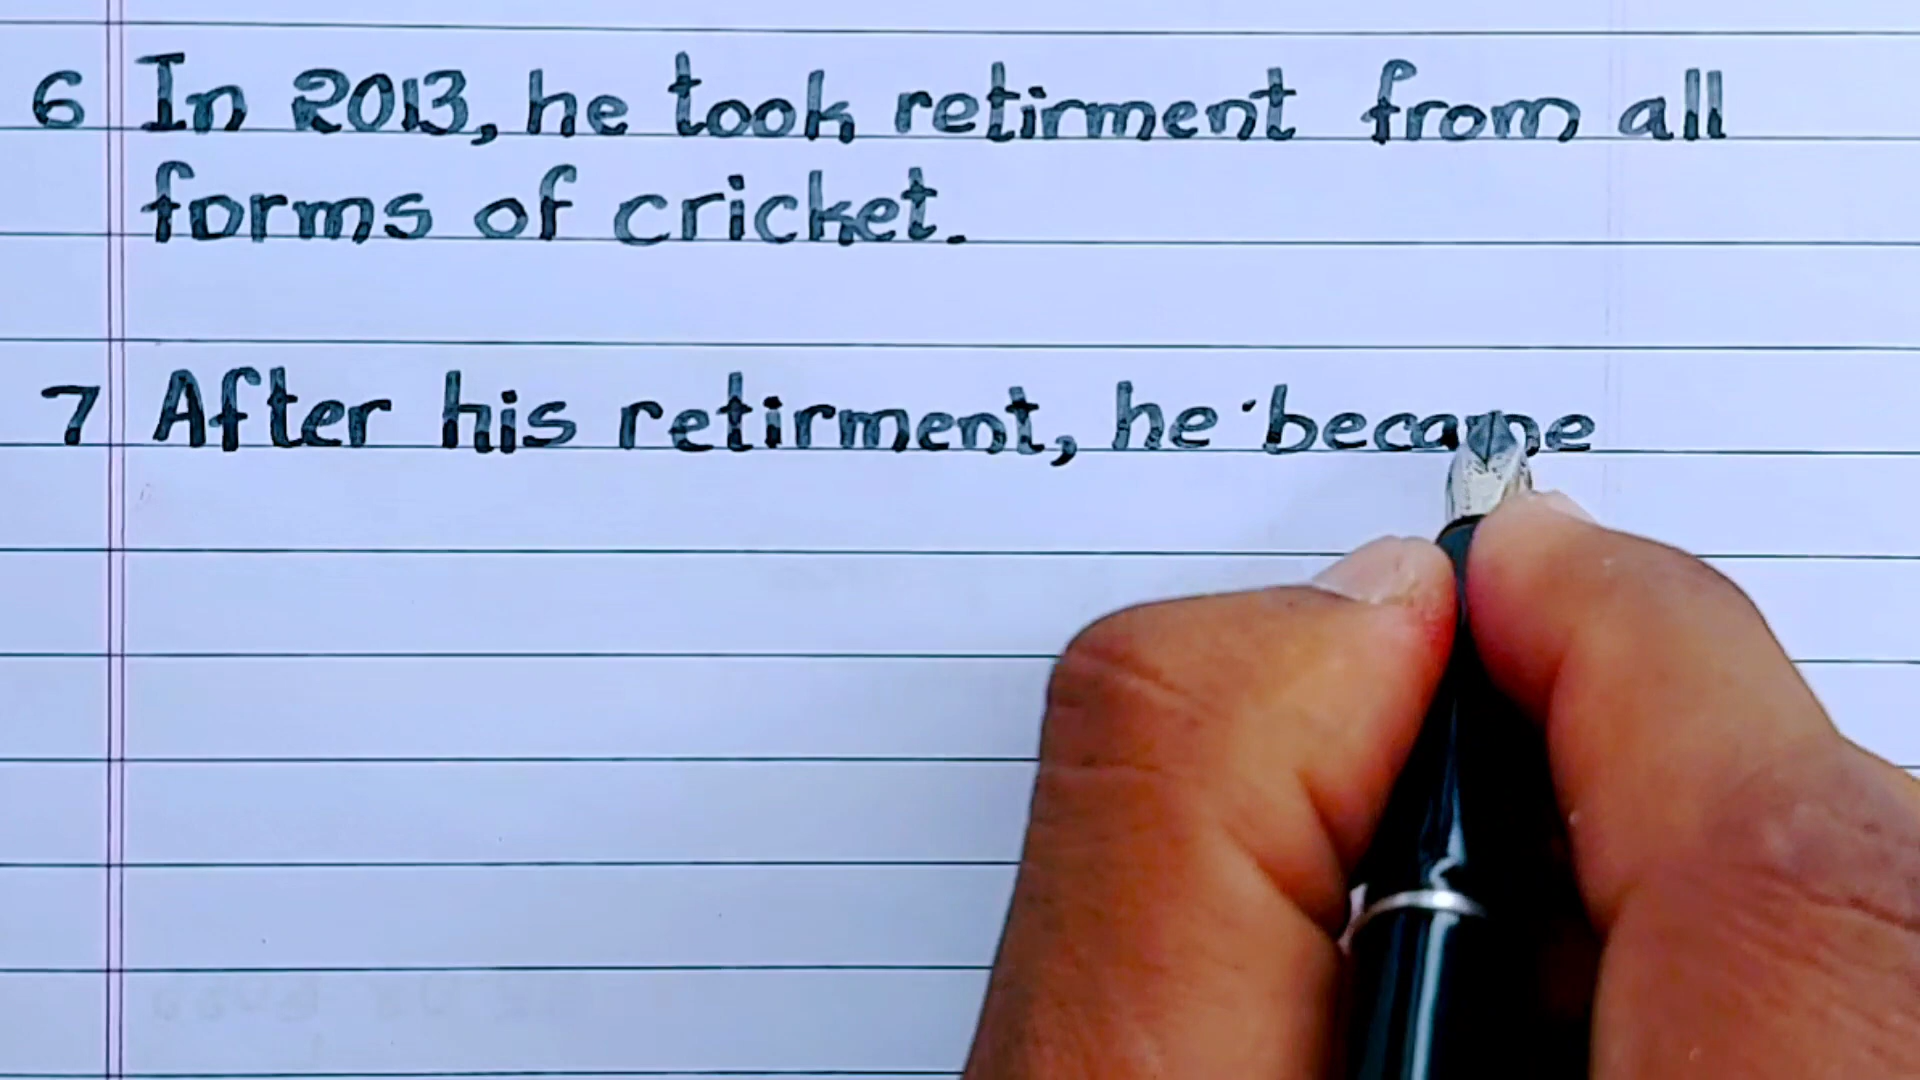 6 In 2013, he took retirment from all
forms of cricket.
7 After his retirment, he became